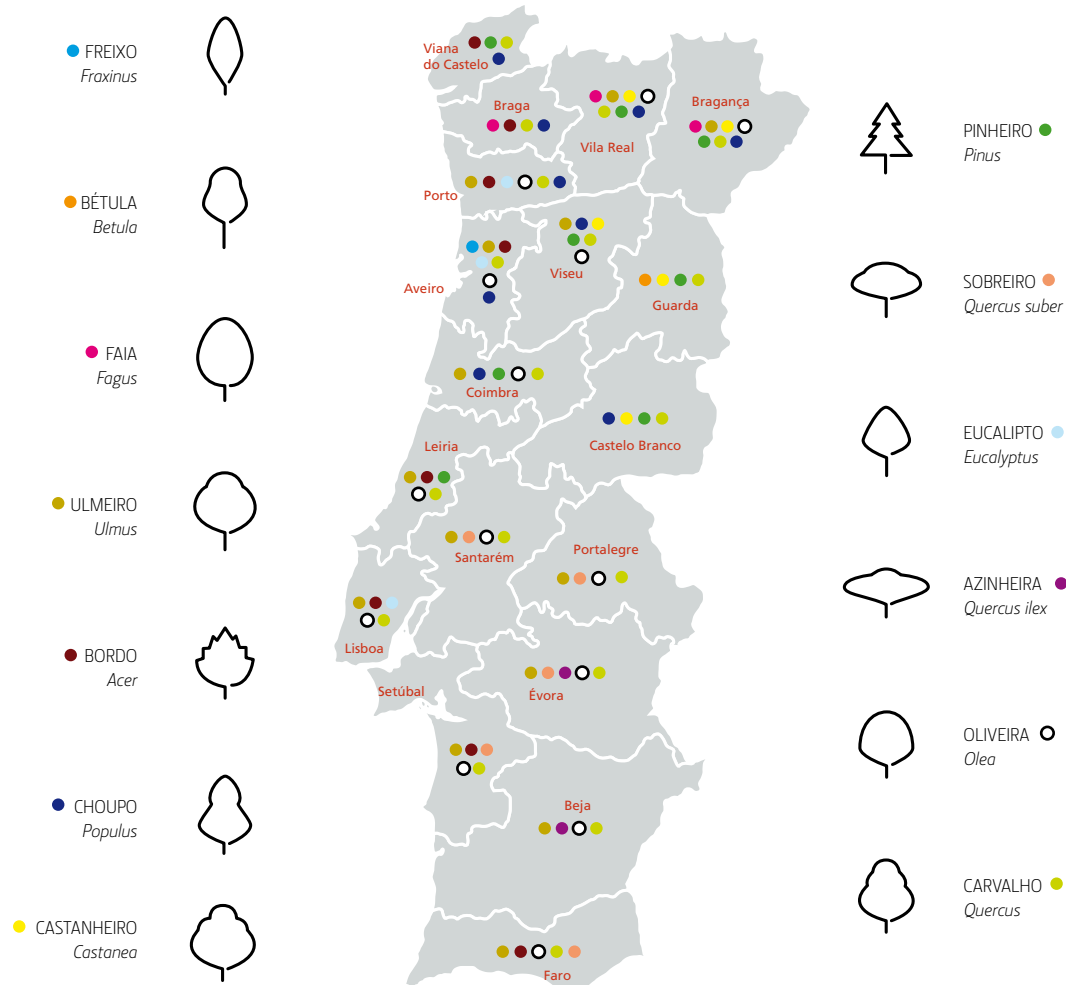 FREIXO
Fraxinus
BÉTULA
Betula
FAIA
Fagus
ULMEIRO
Ulmus
BORDO
Acer
CHOUPO
Populus
CASTANHEIRO
Castanea
Viana
do Castelo
Braga
Vila Real
Bragança
Porto
Aveiro
Viseu
Guarda
Coimbra
Castelo Branco
Leiria
Santarém
Portalegre
Lisboa
Setúbal
Évora
Beja
Faro
PINHEIRO
Pinus
SOBREIRO
Quercus suber
EUCALIPTO
Eucalyptus
AZINHEIRA
Quercus ilex
OLIVEIRA
Olea
CARVALHO
Quercus